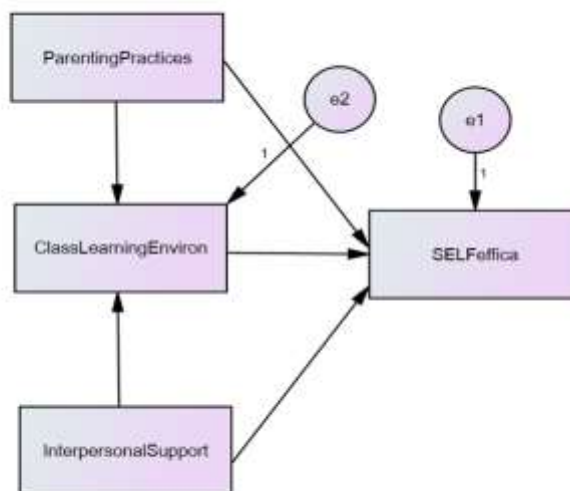 ParentingPractices
e2
e1
1
1
ClassLearningEnviron
SELFeffica
InterpersonalSupport